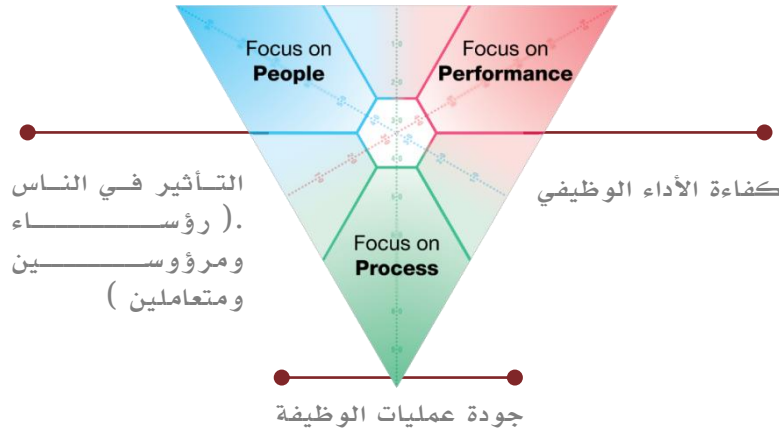 Focus on
People
Focus on
Performance
التأثير في الناس
.( رؤساء
ومرؤوسين
ومتعاملين )
كفاءة الأداء الوظيفي
Focus on
Process
جودة عمليات الوظيفة